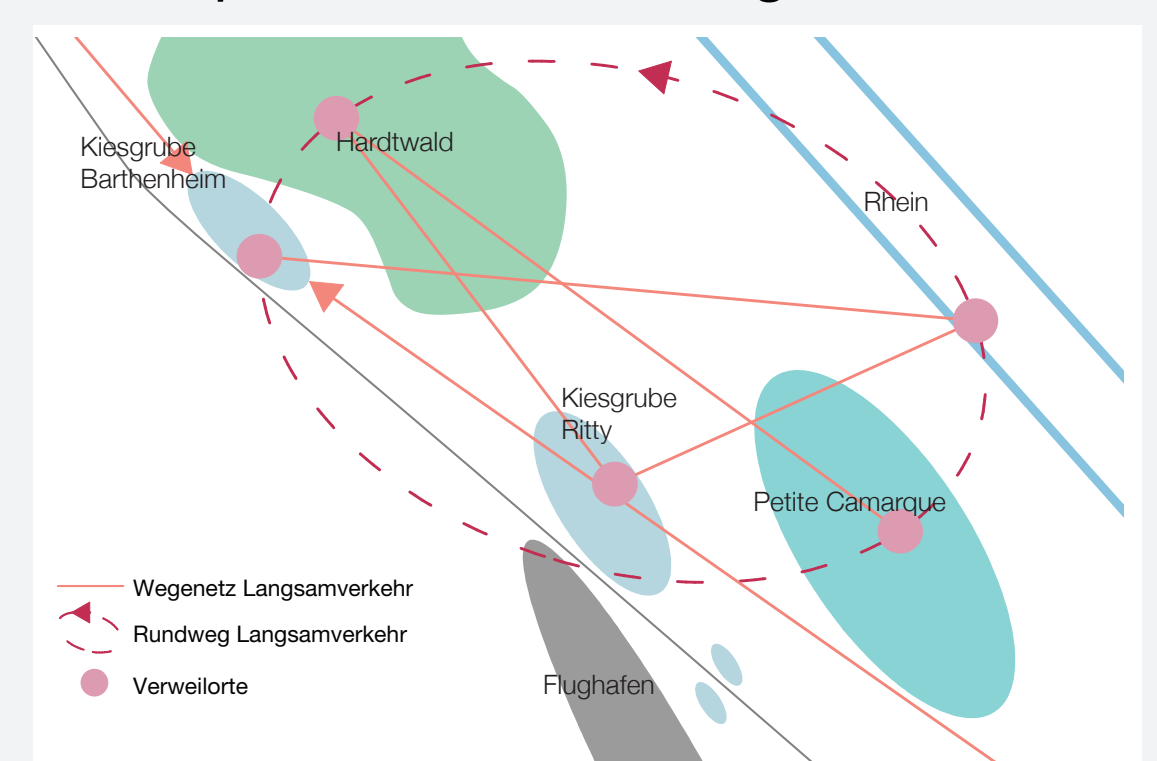 Hardtwald
Kiesgrube
Barthenheim
Rhein
Kiesgrube
Ritty
Petite Camarque
Wegenetz Langsamverkehr
Rundweg Langsamverkehr
Verweilorte
Flughafen